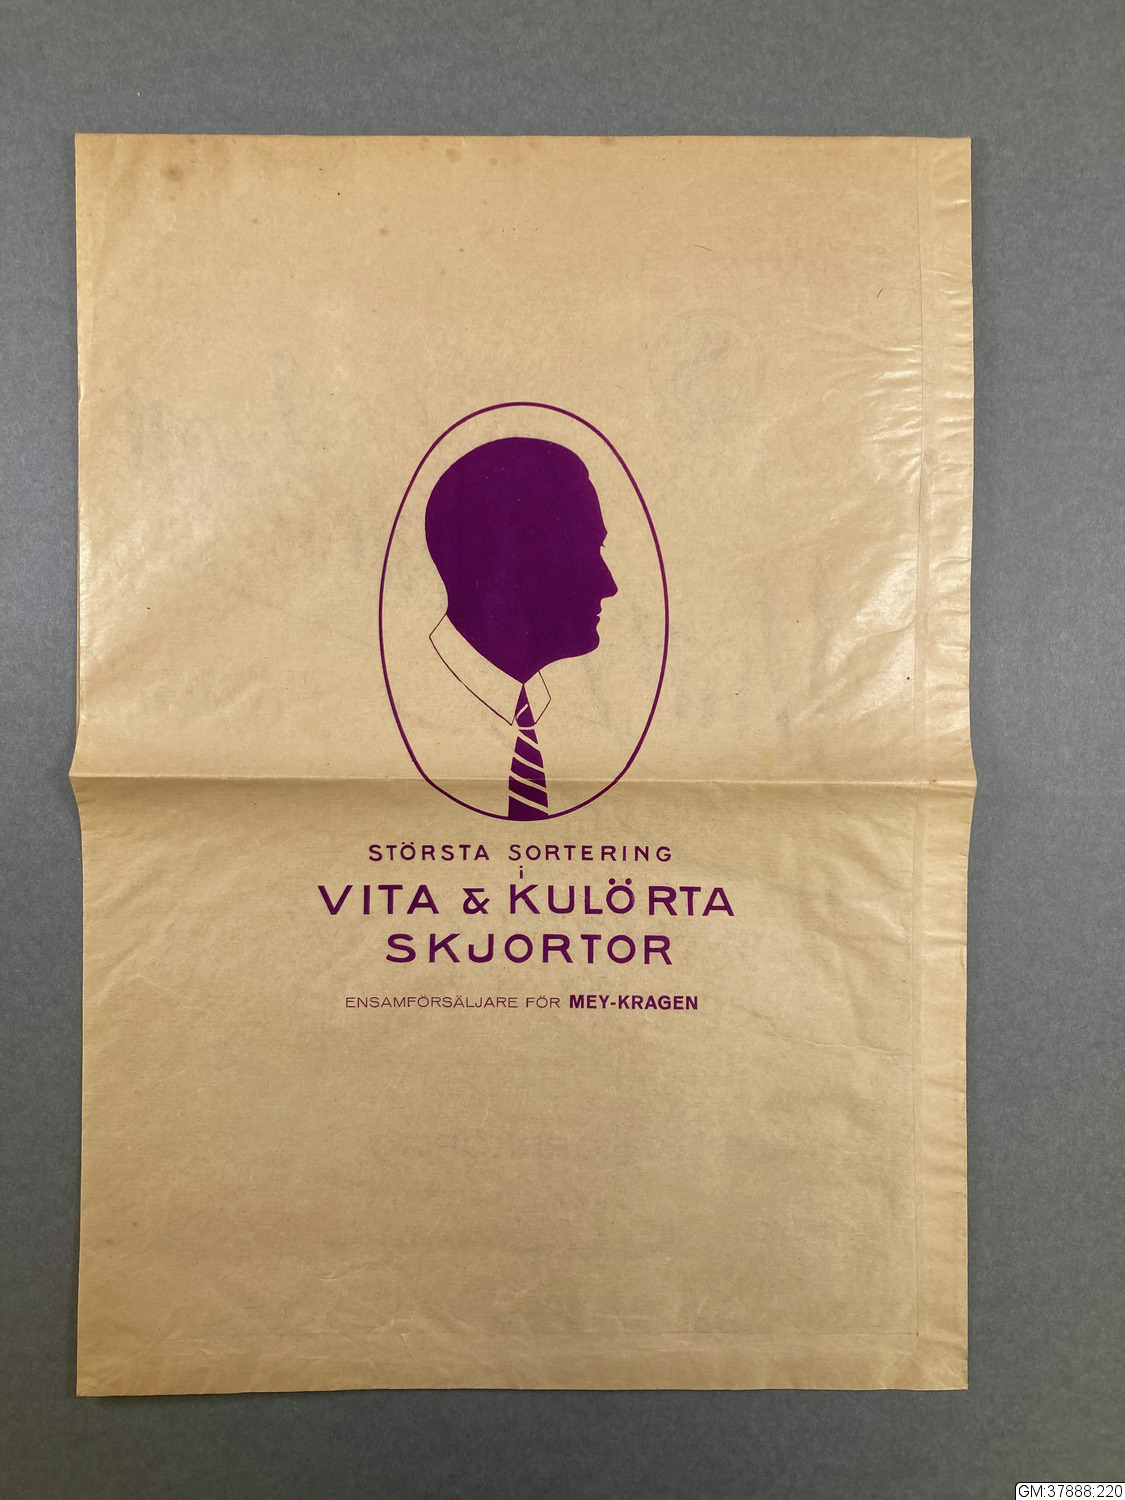 STÖRSTA SORTERING
i
VITA & KULÖRTA
SKJORTOR
ENSAMFÖRSÄLJARE FÖR MEY-KRAGEN
GM:37888:220